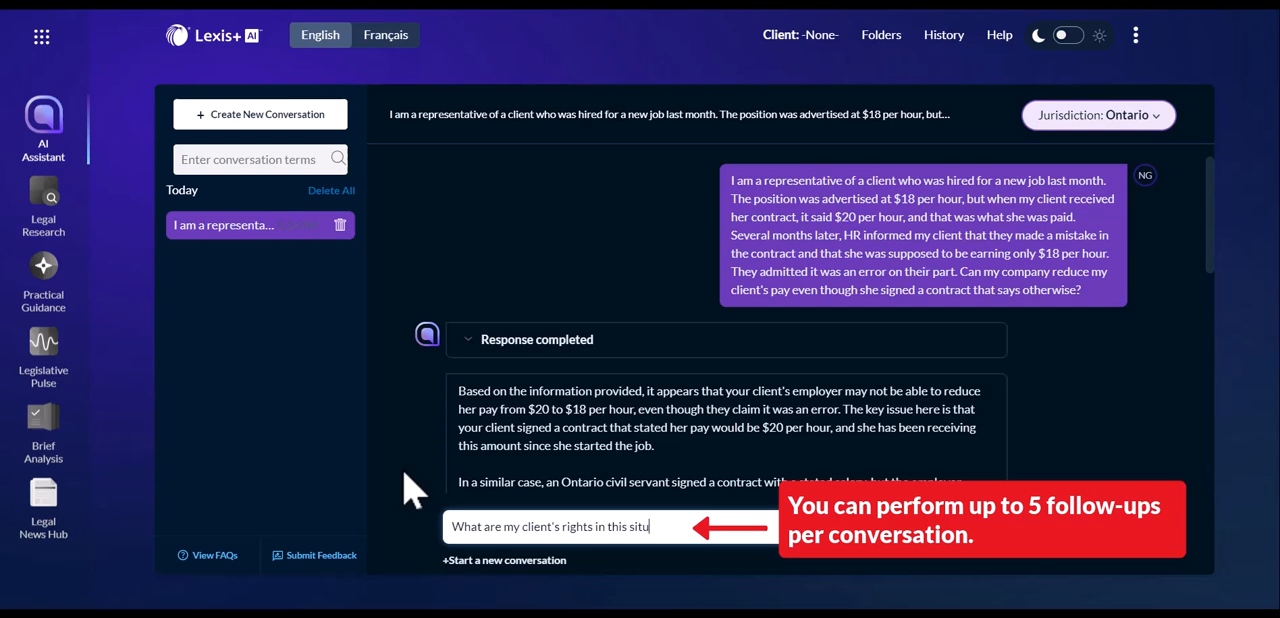 Lexis+ AI
English
Français
Client: -None-
Folders
History
Help
AI
Assistant
Legal
Research
Practical
Guidance
Legislative
Pulse
Brief
Analysis
Legal
News Hub
+ Create New Conversation
Enter conversation terms
Today
Delete All
I am a representa...
View FAQs
Submit Feedback
I am a representative of a client who was hired for a new job last month. The position was advertised at $18 per hour, but...
Jurisdiction: Ontario
NG
I am a representative of a client who was hired for a new job last month.
The position was advertised at $18 per hour, but when my client received
her contract, it said $20 per hour, and that was what she was paid.
Several months later, HR informed my client that they made a mistake in
the contract and that she was supposed to be earning only $18 per hour.
They admitted it was an error on their part. Can my company reduce my
client's pay even though she signed a contract that says otherwise?
Response completed
Based on the information provided, it appears that your client's employer may not be able to reduce
her pay from $20 to $18 per hour, even though they claim it was an error. The key issue here is that
your client signed a contract that stated her pay would be $20 per hour, and she has been receiving
this amount since she started the job.
In a similar case, an Ontario civil servant signed a contract with a stated salary, but the employer
What are my client's rights in this situ
You can perform up to 5 follow-ups
per conversation.
+Start a new conversation